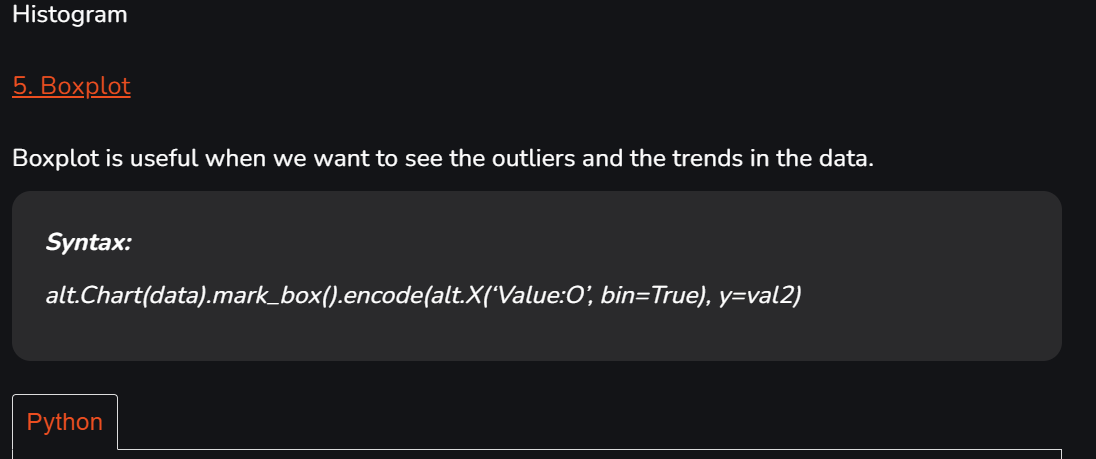 Histogram
5. Boxplot
Boxplot is useful when we want to see the outliers and the trends in the data.
Syntax:
alt.Chart(data).mark_box().encode(alt.X(‘Value:O’, bin=True), y=val2)
Python